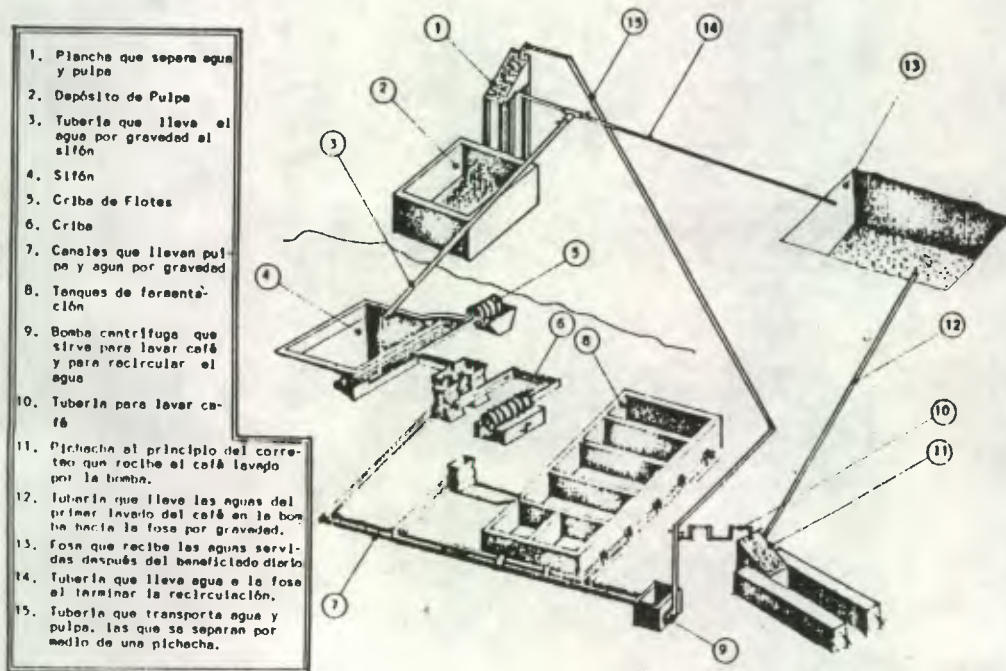 1. Plancha que separa agua
y pulpa
2. Depósito de Pulpa
3. Tubería que lleva el
agua por gravedad al
sifón
4. Sifón
5. Criba de Flotes
6. Criba
7. Canales que llevan pul
pa y agua por gravedad
8. Tanques de fermenta-
ción
9. Bomba centrífuga que
sirve para lavar café
y para recircular el
agua
10. Tubería para lavar ca-
fé
11. Pichacha al principio del corre-
teo que recibe el café lavado
por la bomba.
12. Tubería que lleva las aguas del
primer lavado del café en la bom
ba hacia la fosa por gravedad.
13. Fosa que recibe las aguas servi-
das después del beneficiado diario
14. Tubería que lleva agua a la fosa
al terminar la recirculación.
15. Tubería que transporta agua y
pulpa, las que se separan por
medio de una pichacha.
1
15
14
13
2
3
4
5
6
8
12
10
11
7
9